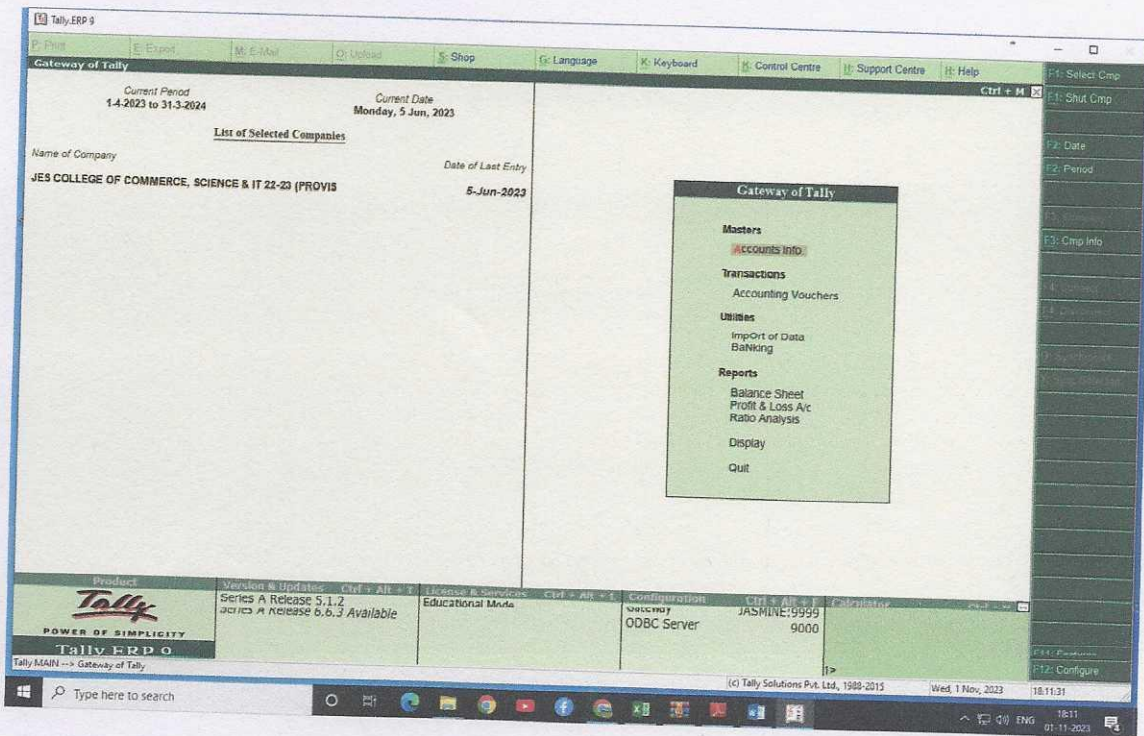 Tally.ERP 9
P: Print E: Export M: E-Mail O: Upload S: Shop G: Language K: Keyboard K: Control Centre H: Support Centre H: Help
Gateway of Tally Ctrl + M
F1: Select Cmp
F1: Shut Cmp
F2: Date
F2: Period
F3: Cmp Info
F12: Configure
Current Period
1-4-2023 to 31-3-2024
Current Date
Monday, 5 Jun, 2023
List of Selected Companies
Name of Company
Date of Last Entry
JES COLLEGE OF COMMERCE, SCIENCE & IT 22-23 (PROVIS
5-Jun-2023
Gateway of Tally
Masters
Accounts Info.
Transactions
Accounting Vouchers
Utilities
ImpOrt of Data
BaNking
Reports
Balance Sheet
Profit & Loss A/c
Ratio Analysis
Display
Quit
Product
Tally
POWER OF SIMPLICITY
Tally ERP 9
Version & Updates Ctrl + Alt + T
Series A Release 5.1.2
Series A Release 6.6.3 Available
License & Services Ctrl + Alt + L
Educational Mode
Configuration Ctrl + Alt + F
Gateway JASMINE:9999
ODBC Server 9000
Calculator
1>
Tally MAIN --> Gateway of Tally
(c) Tally Solutions Pvt. Ltd., 1988-2015
Wed, 1 Nov, 2023
18:11:31
Type here to search
ENG
18:11
01-11-2023